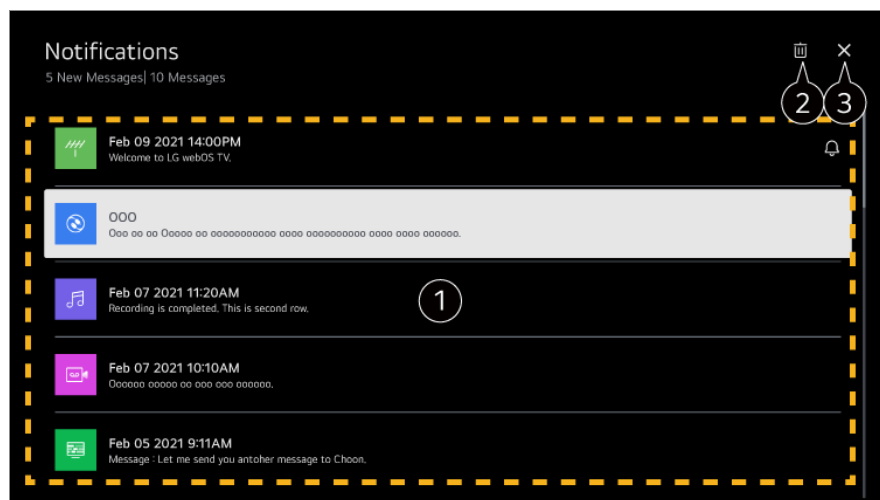 Notifications
5 New Messages| 10 Messages
2
3
Feb 09 2021 14:00PM
Welcome to LG webOS TV.
OOO
Ooo oo oo Ooooo oo ooooooooooo oooo oooooooooo oooo oooo oooooo.
Feb 07 2021 11:20AM
Recording is completed. This is second row.
1
Feb 07 2021 10:10AM
Oooooo ooooo oo ooo ooo oooooo.
Feb 05 2021 9:11AM
Message : Let me send you antoher message to Choon.